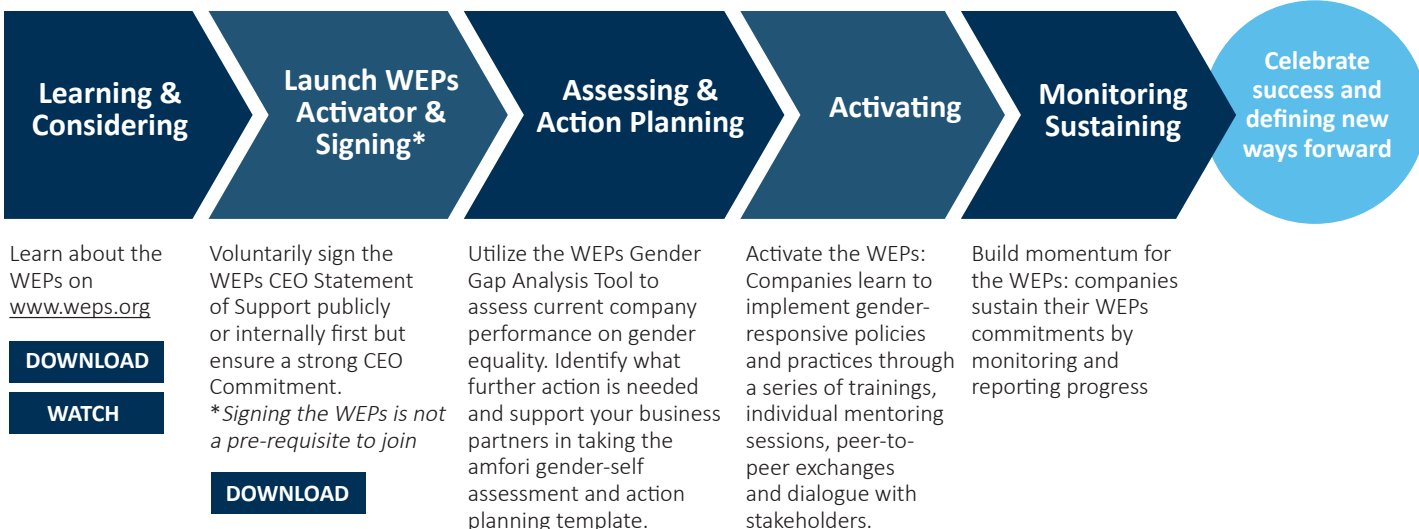 Learning &
Considering
Launch WEPs
Activator &
Signing*
Assessing &
Action Planning
Activating
Monitoring
Sustaining
Celebrate
success and
defining new
ways forward
Learn about the
WEPs on
www.weps.org
DOWNLOAD
WATCH
Voluntarily sign the
WEPs CEO Statement
of Support publicly
or internally first but
ensure a strong CEO
Commitment.
*Signing the WEPs is not
a pre-requisite to join
DOWNLOAD
Utilize the WEPs Gender
Gap Analysis Tool to
assess current company
performance on gender
equality. Identify what
further action is needed
and support your business
partners in taking the
amfori gender-self
assessment and action
planning template.
Activate the WEPs:
Companies learn to
implement gender-
responsive policies
and practices through
a series of trainings,
individual mentoring
sessions, peer-to-
peer exchanges
and dialogue with
stakeholders.
Build momentum for
the WEPs: companies
sustain their WEPs
commitments by
monitoring and
reporting progress